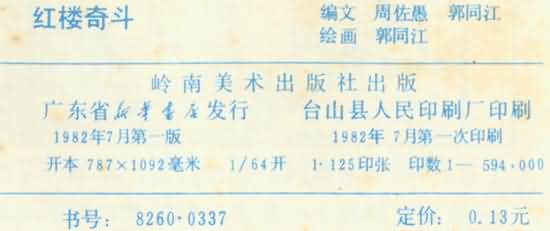 红楼奇斗
编文 周佐愚 郭同江
绘画 郭同江
岭南美术出版社出版
广东省新华书店发行 台山县人民印刷厂印刷
1982年7月第一版 1982年 7月第一次印刷
开本 787×1092毫米 1/64开 1·125印张 印数1— 594,000
书号: 8260·0337 定价: 0.13元